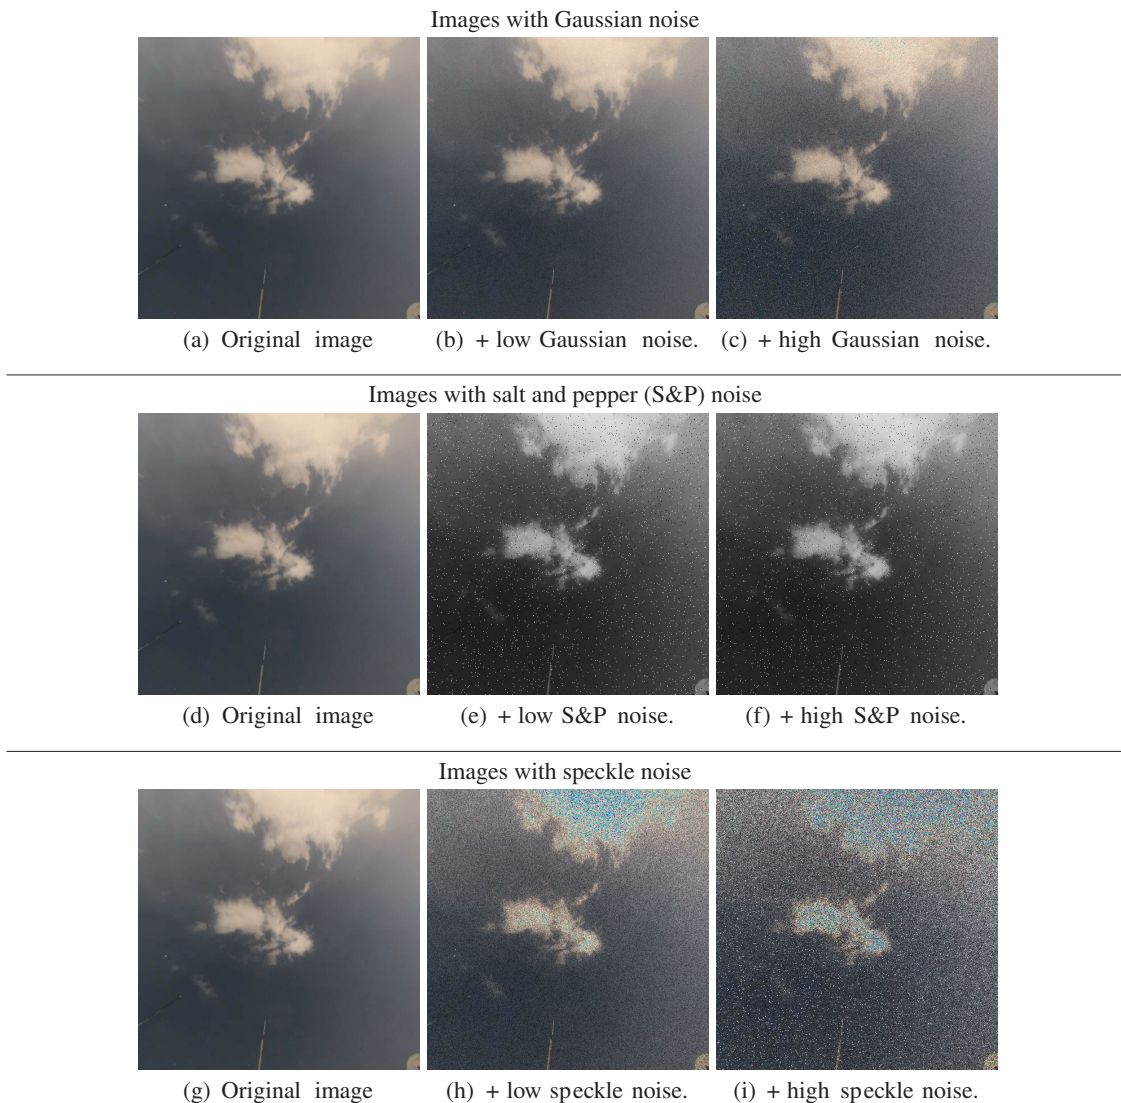 Images with Gaussian noise
(a) Original image
(b) + low Gaussian noise.
(c) + high Gaussian noise.
Images with salt and pepper (S&P) noise
(d) Original image
(e) + low S&P noise.
(f) + high S&P noise.
Images with speckle noise
(g) Original image
(h) + low speckle noise.
(i) + high speckle noise.